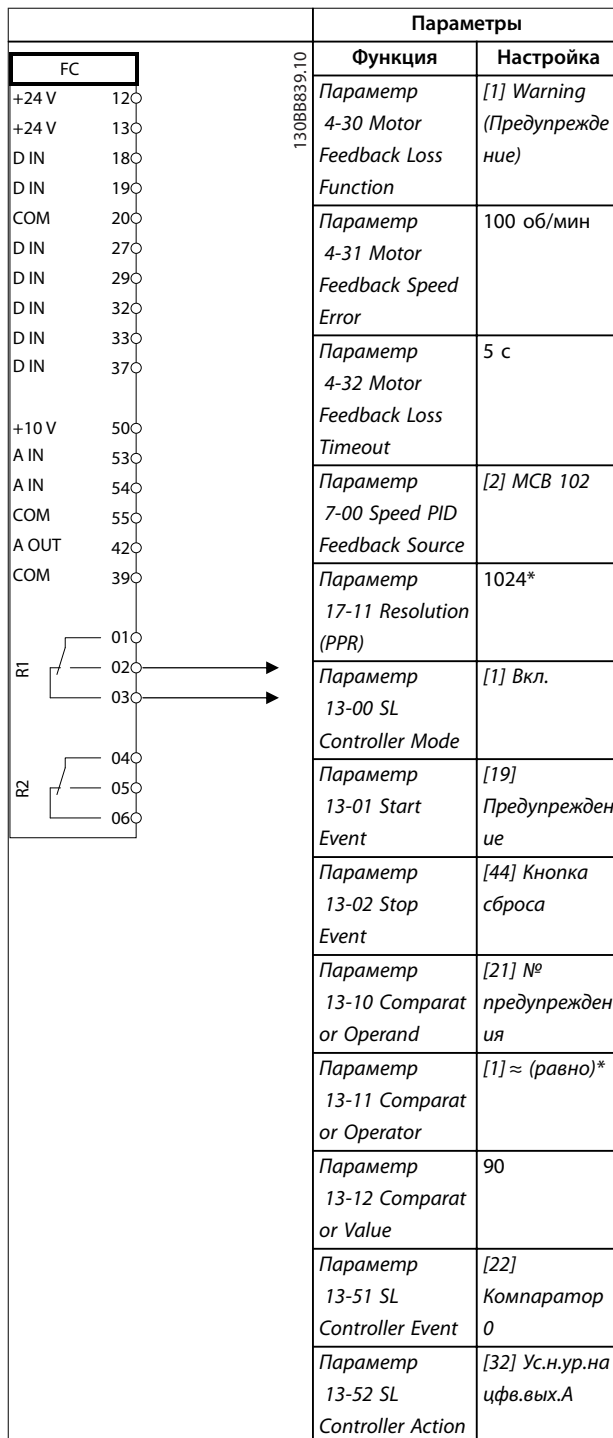 FC
+24 V 12
+24 V 13
D IN 18
D IN 19
COM 20
D IN 27
D IN 29
D IN 32
D IN 33
D IN 37
+10 V 50
A IN 53
A IN 54
COM 55
A OUT 42
COM 39
R1
01
02
03
R2
04
05
06
130BB839.10
Параметры
Функция Настройка
Параметр [1] Warning
4-30 Motor (Предупрежде
Feedback Loss ние)
Function
Параметр 100 об/мин
4-31 Motor
Feedback Speed
Error
Параметр 5 с
4-32 Motor
Feedback Loss
Timeout
Параметр [2] MCB 102
7-00 Speed PID
Feedback Source
Параметр 1024*
17-11 Resolution
(PPR)
Параметр [1] Вкл.
13-00 SL
Controller Mode
Параметр [19]
13-01 Start Предупрежден
Event ие
Параметр [44] Кнопка
13-02 Stop сброса
Event
Параметр [21] №
13-10 Comparat предупрежден
or Operand ия
Параметр [1] ≈ (равно)*
13-11 Comparat
or Operator
Параметр 90
13-12 Comparat
or Value
Параметр [22]
13-51 SL Компаратор
Controller Event 0
Параметр [32] Ус.н.ур.на
13-52 SL цфв.вых.А
Controller Action